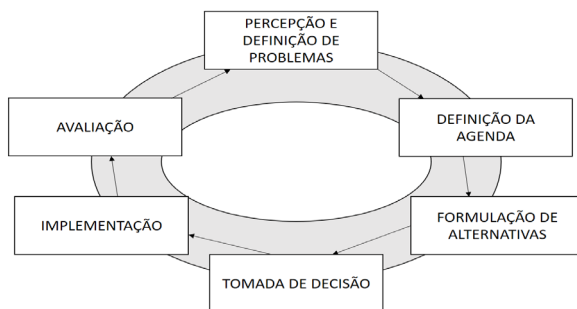 PERCEPÇÃO E
DEFINIÇÃO DE
PROBLEMAS
DEFINIÇÃO DA
AGENDA
FORMULAÇÃO DE
ALTERNATIVAS
TOMADA DE DECISÃO
IMPLEMENTAÇÃO
AVALIAÇÃO